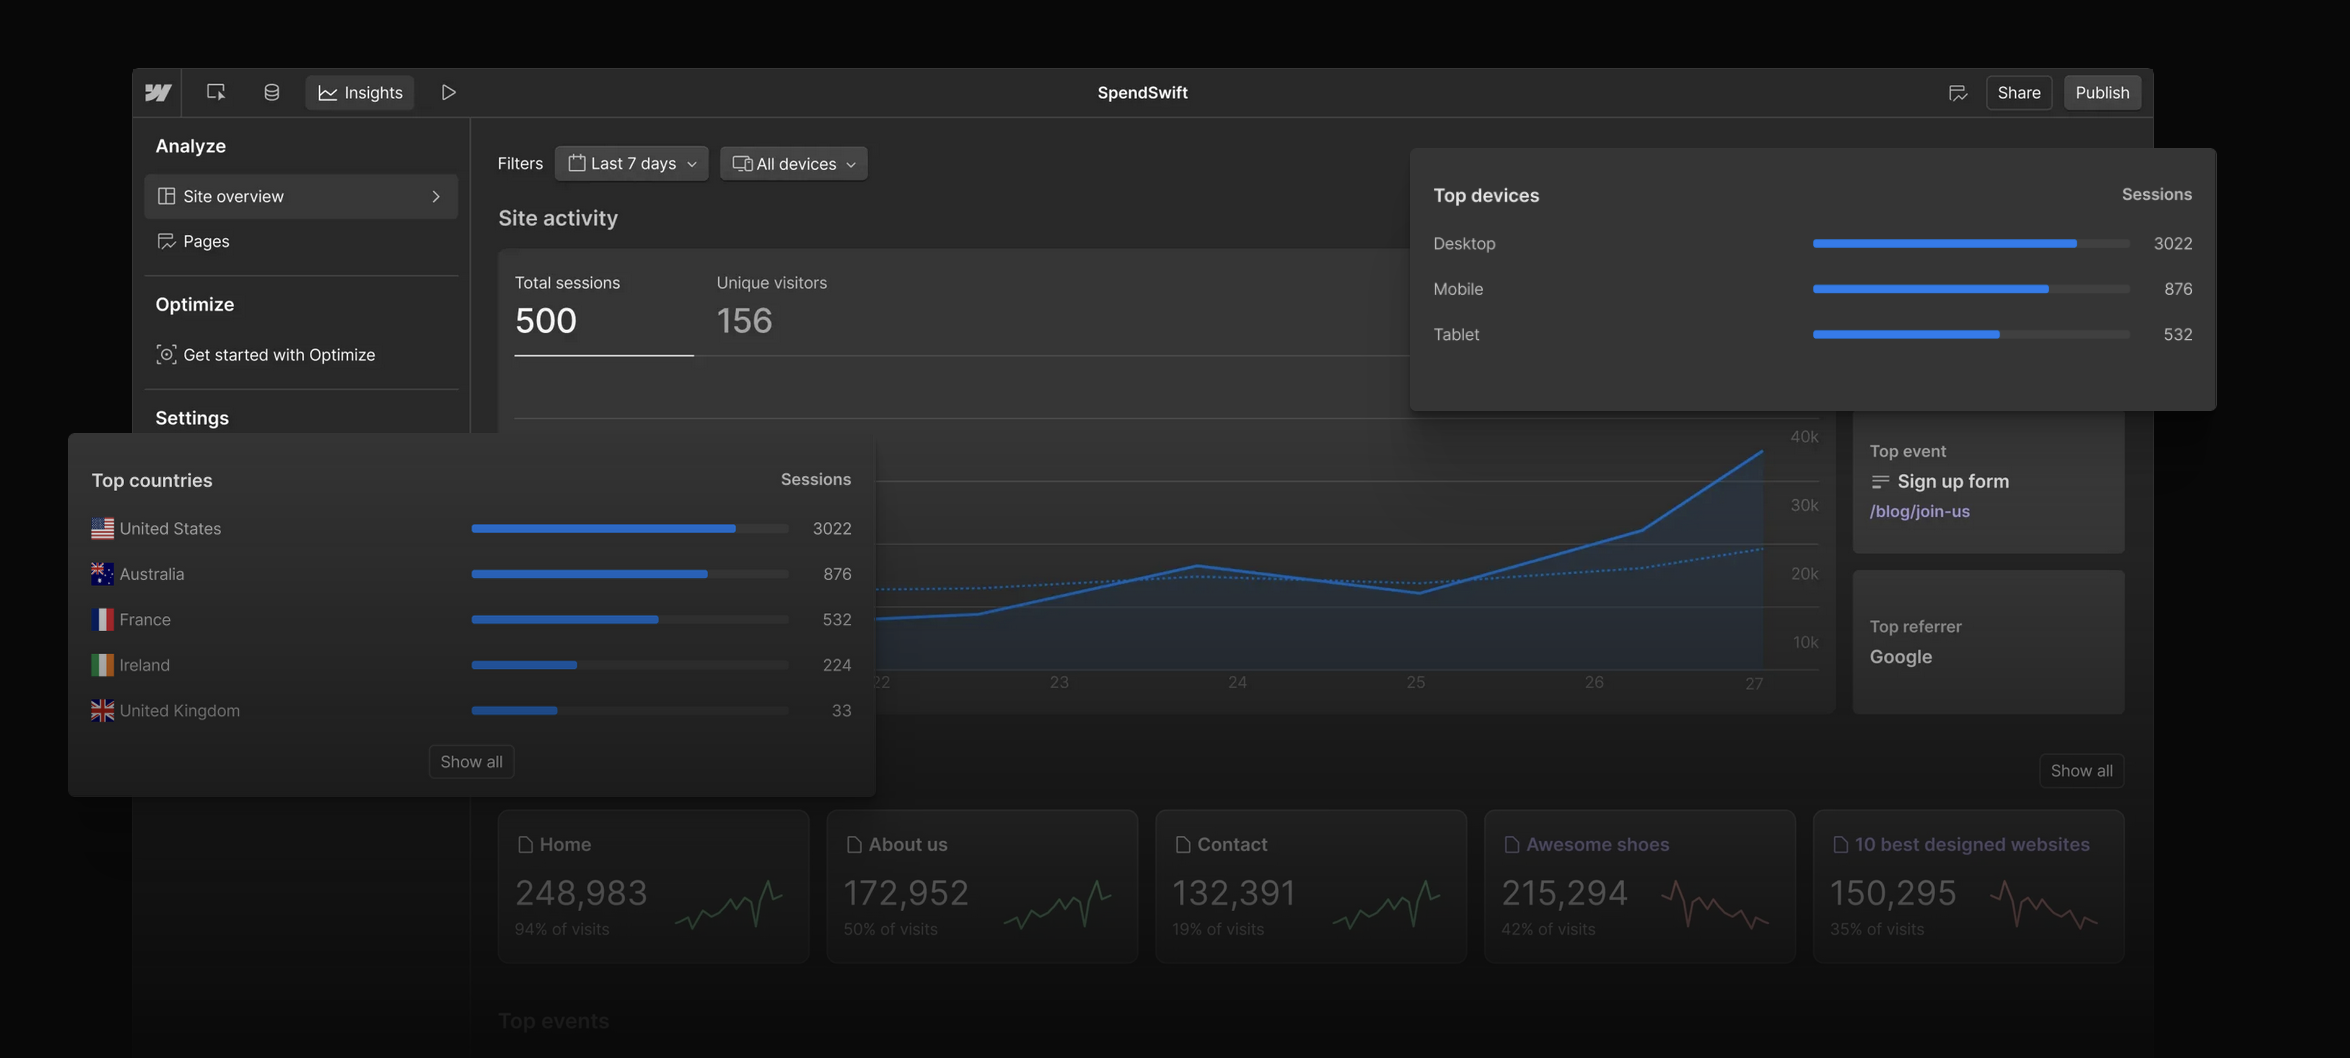 Insights
SpendSwift
Share
Publish
Analyze
Site overview
Pages
Optimize
Get started with Optimize
Settings
Filters
Last 7 days
All devices
Site activity
Total sessions
500
Unique visitors
156
Top devices
Sessions
Desktop
3022
Mobile
876
Tablet
532
Top countries
Sessions
United States
3022
Australia
876
France
532
Ireland
224
United Kingdom
33
Show all
40k
30k
20k
10k
22
23
24
25
26
27
Top event
Sign up form
/blog/join-us
Top referrer
Google
Show all
Home
248,983
94% of visits
About us
172,952
50% of visits
Contact
132,391
19% of visits
Awesome shoes
215,294
42% of visits
10 best designed websites
150,295
35% of visits
Top events